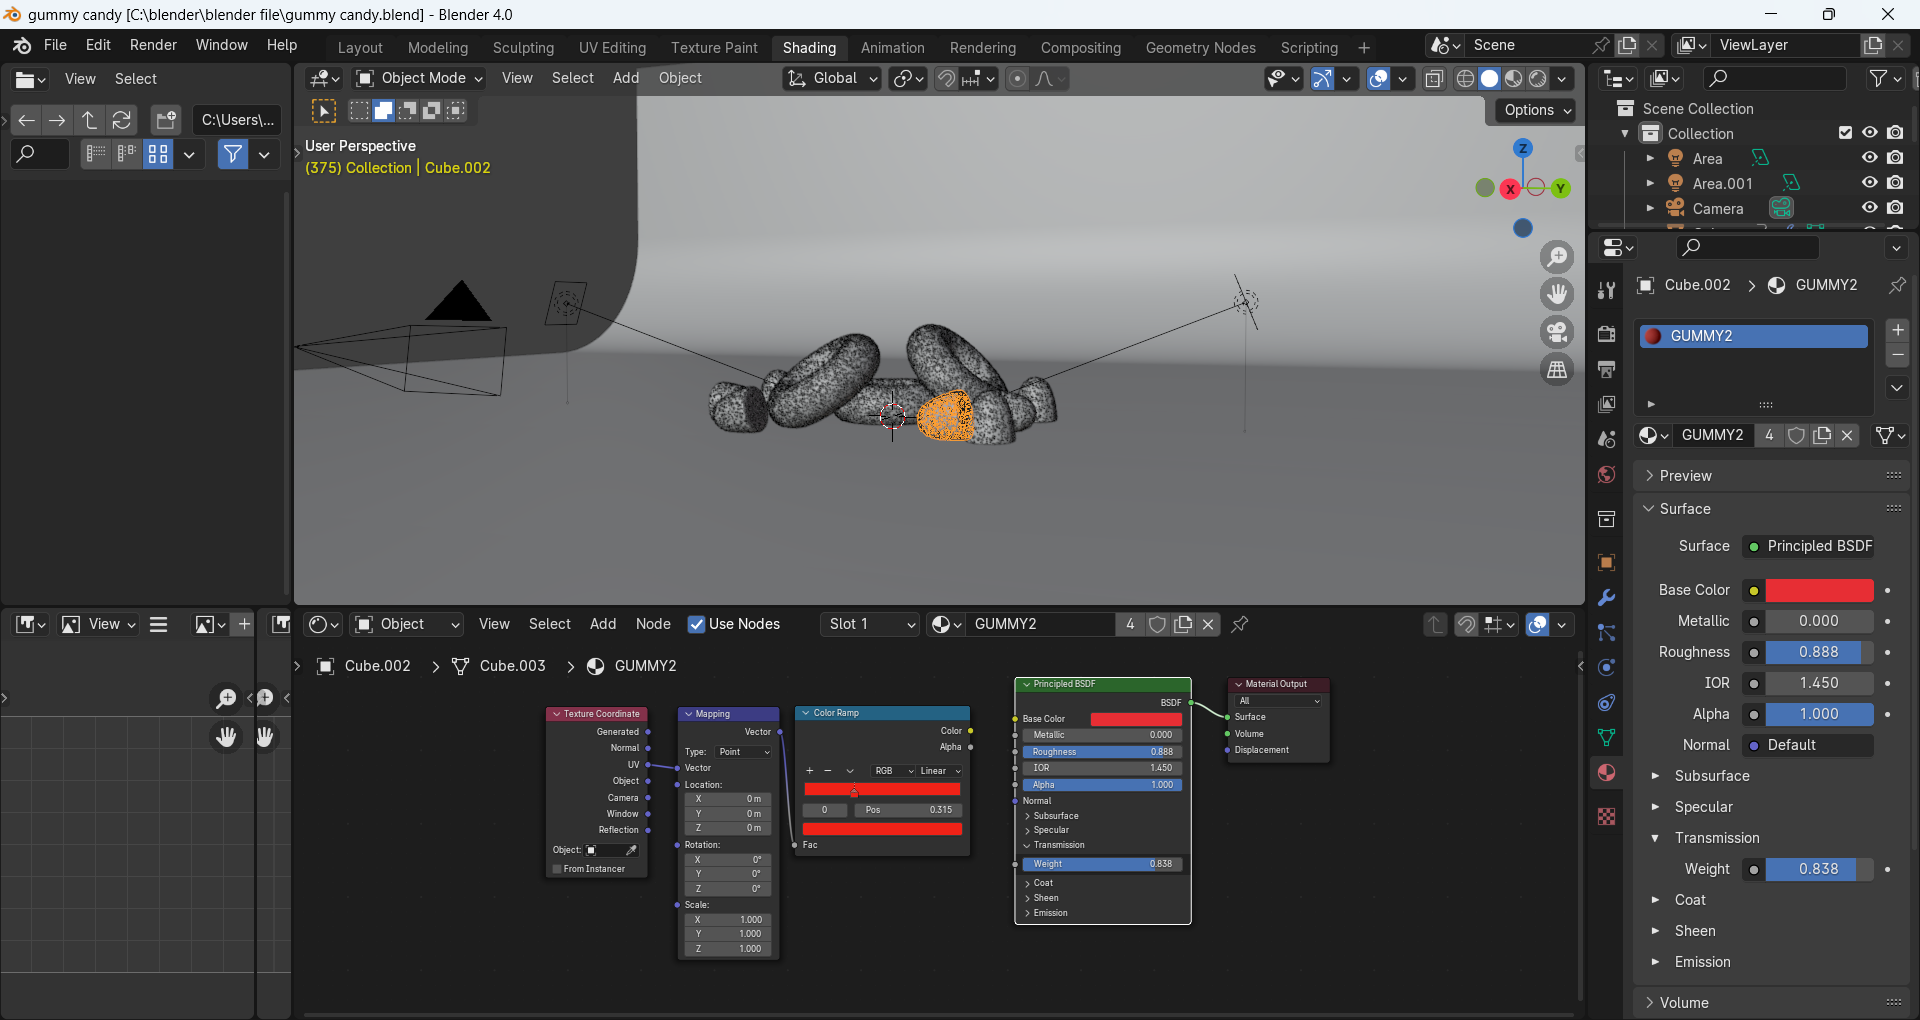 gummy candy [C:\blender\blender file\gummy candy.blend] - Blender 4.0
File Edit Render Window Help Layout Modeling Sculpting UV Editing Texture Paint Shading Animation Rendering Compositing Geometry Nodes Scripting + Scene ViewLayer
View Select
Object Mode View Select Add Object Global
C:\Users\...
Options
User Perspective
(375) Collection | Cube.002
Z
X
Y
Scene Collection
Collection
Area
Area.001
Camera
Cube.002 > GUMMY2
GUMMY2
GUMMY2 4
Preview
Surface
Surface Principled BSDF
Base Color
Metallic 0.000
Roughness 0.888
IOR 1.450
Alpha 1.000
Normal Default
Subsurface
Specular
Transmission
Weight 0.838
Coat
Sheen
Emission
Volume
View
Object View Select Add Node Use Nodes Slot 1 GUMMY2 4
Cube.002 > Cube.003 > GUMMY2
Texture Coordinate
Generated
Normal
UV
Object
Camera
Window
Reflection
Object:
From Instancer
Mapping
Vector
Type: Point
Vector
Location:
X 0 m
Y 0 m
Z 0 m
Rotation:
X 0°
Y 0°
Z 0°
Scale:
X 1.000
Y 1.000
Z 1.000
Color Ramp
Color
Alpha
+ − RGB Linear
0 Pos 0.315
Fac
Principled BSDF
BSDF
Base Color
Metallic 0.000
Roughness 0.888
IOR 1.450
Alpha 1.000
Normal
Subsurface
Specular
Transmission
Weight 0.838
Coat
Sheen
Emission
Material Output
All
Surface
Volume
Displacement